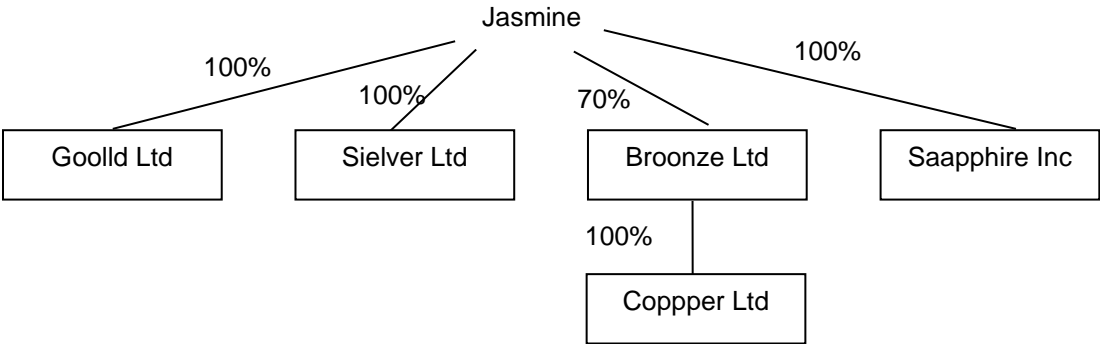 Jasmine
100%
100%
100%
70%
Goolld Ltd
Sielver Ltd
Broonze Ltd
Saapphire Inc
100%
Coppper Ltd